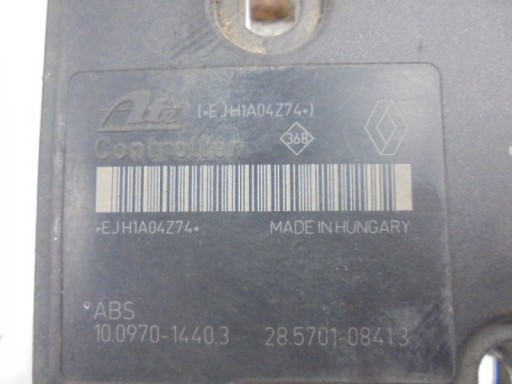 Ate (•EJH1A04Z74•)
Controller 368
•EJH1A04Z74• MADE IN HUNGARY
°ABS
10.0970-1440.3 28.5701-0841.3